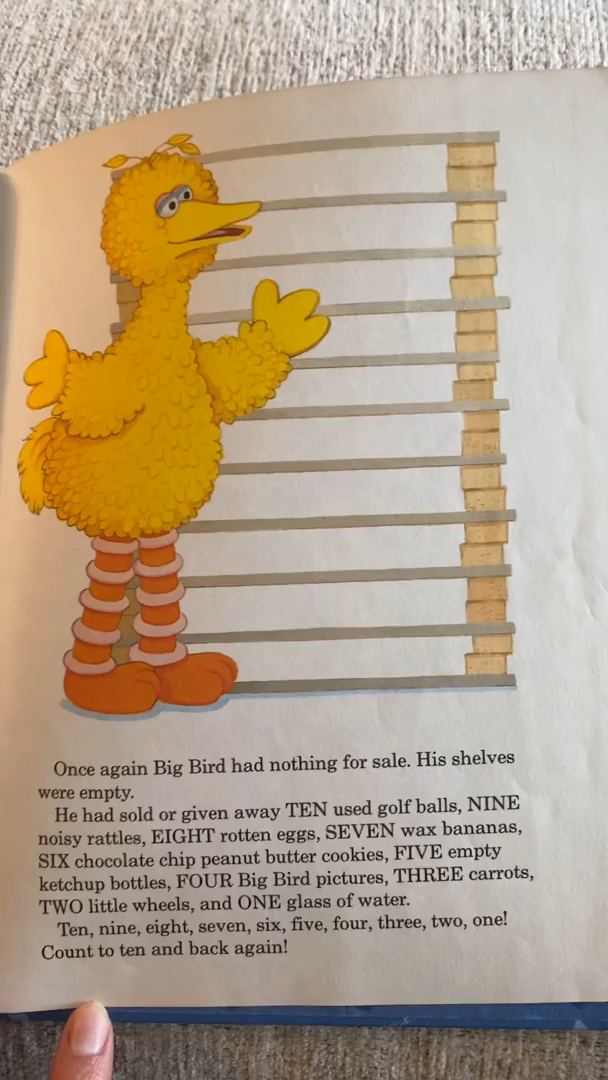 Once again Big Bird had nothing for sale. His shelves
were empty.
He had sold or given away TEN used golf balls, NINE
noisy rattles, EIGHT rotten eggs, SEVEN wax bananas,
SIX chocolate chip peanut butter cookies, FIVE empty
ketchup bottles, FOUR Big Bird pictures, THREE carrots,
TWO little wheels, and ONE glass of water.
Ten, nine, eight, seven, six, five, four, three, two, one!
Count to ten and back again!